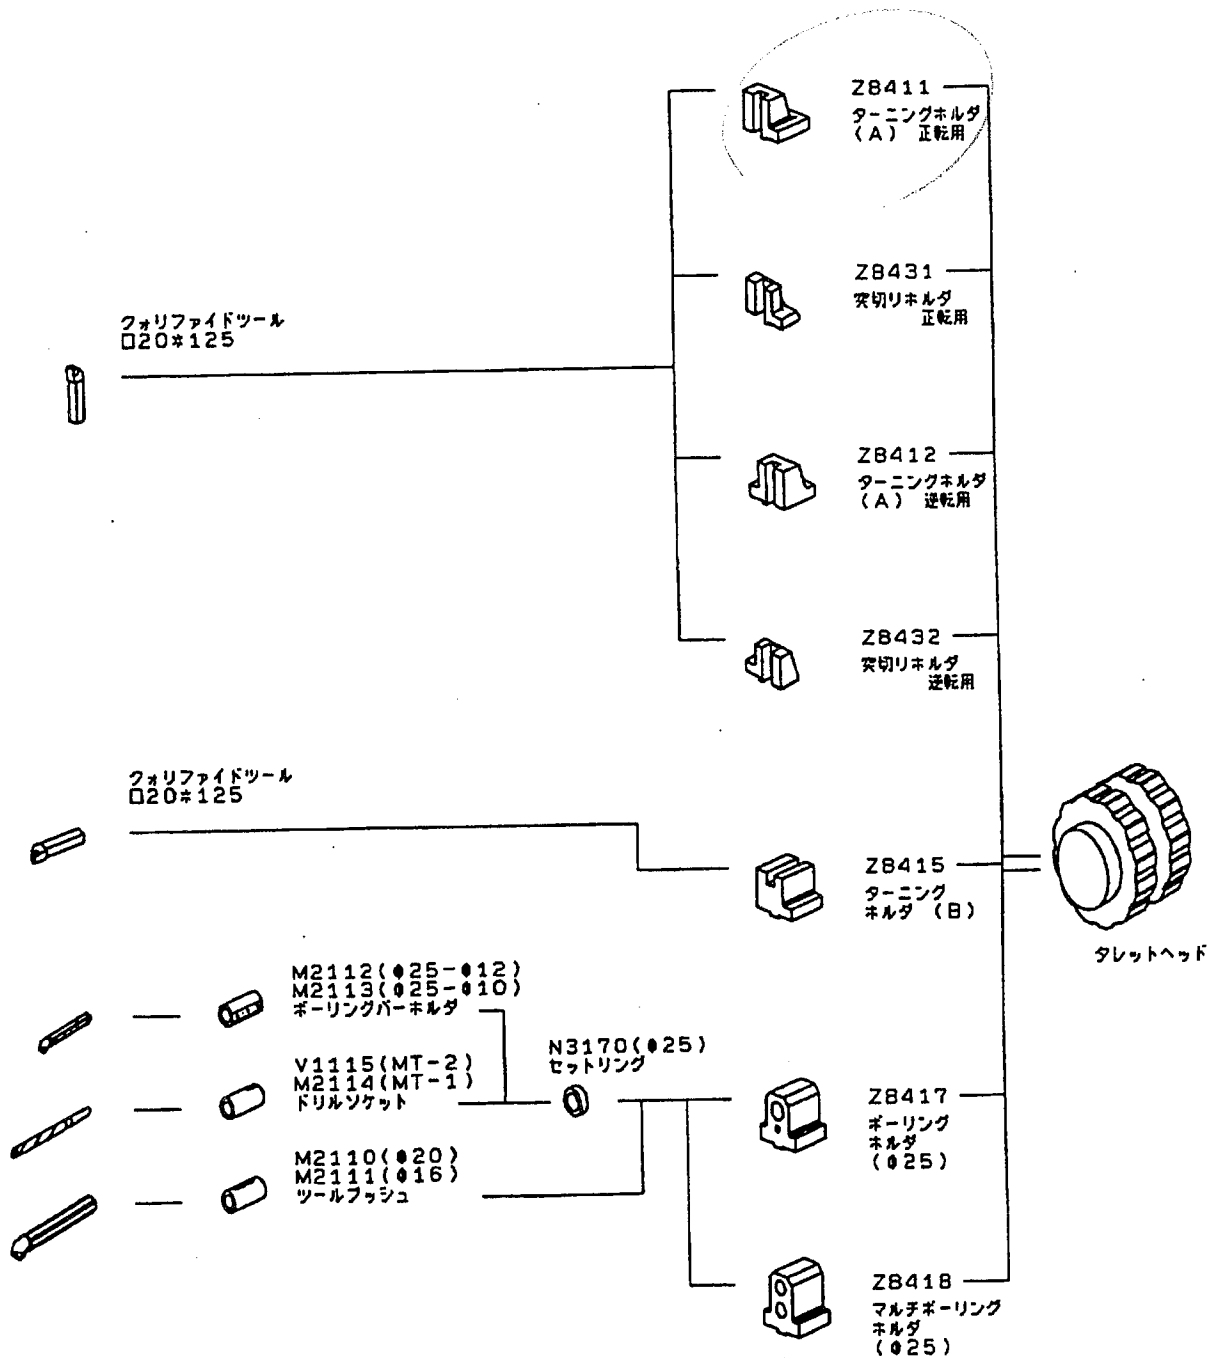 Z8411
ターニングホルダ
(A) 正転用
Z8431
突切りホルダ
正転用
クォリファイドツール
□20*125
Z8412
ターニングホルダ
(A) 逆転用
Z8432
突切りホルダ
逆転用
クォリファイドツール
□20*125
Z8415
ターニング
ホルダ (B)
タレットヘッド
M2112(φ25-φ12)
M2113(φ25-φ10)
ボーリングバーホルダ
V1115(MT-2)
M2114(MT-1)
ドリルソケット
N3170(φ25)
セットリング
M2110(φ20)
M2111(φ16)
ツールブッシュ
Z8417
ボーリング
ホルダ
(φ25)
Z8418
マルチボーリング
ホルダ
(φ25)